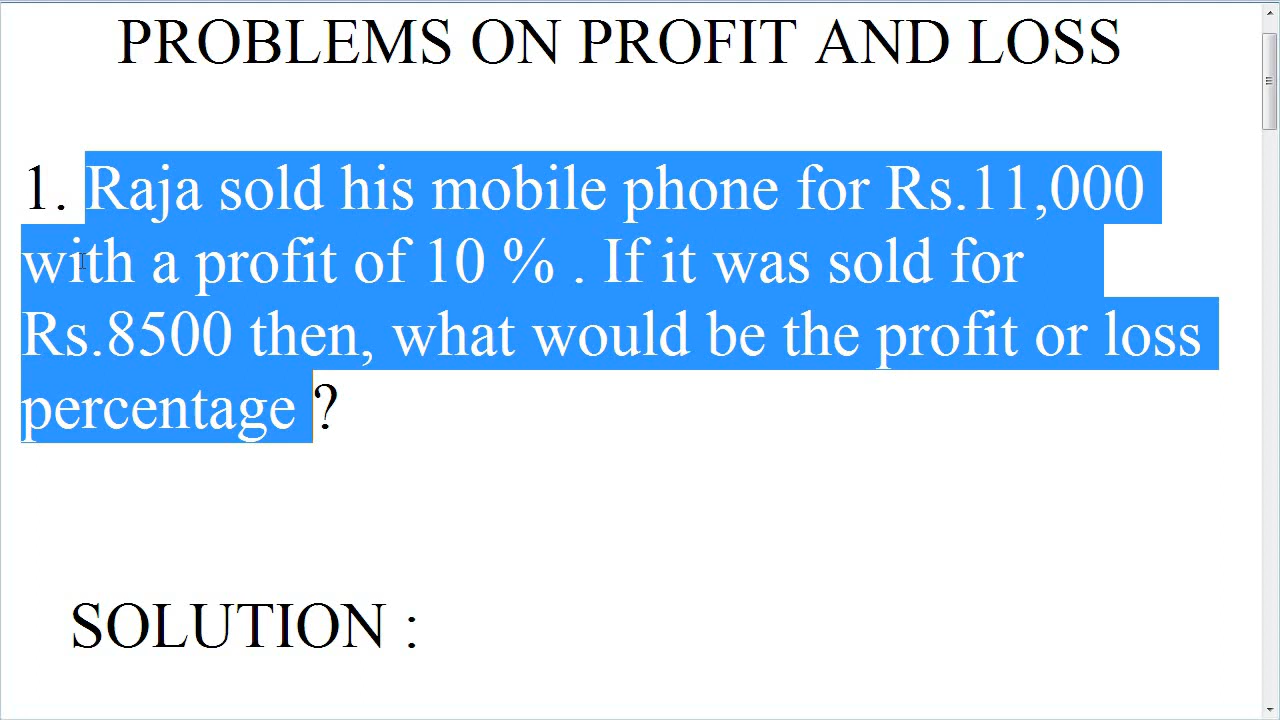 PROBLEMS ON PROFIT AND LOSS
1. Raja sold his mobile phone for Rs.11,000
with a profit of 10 % . If it was sold for
Rs.8500 then, what would be the profit or loss
percentage ?
SOLUTION :